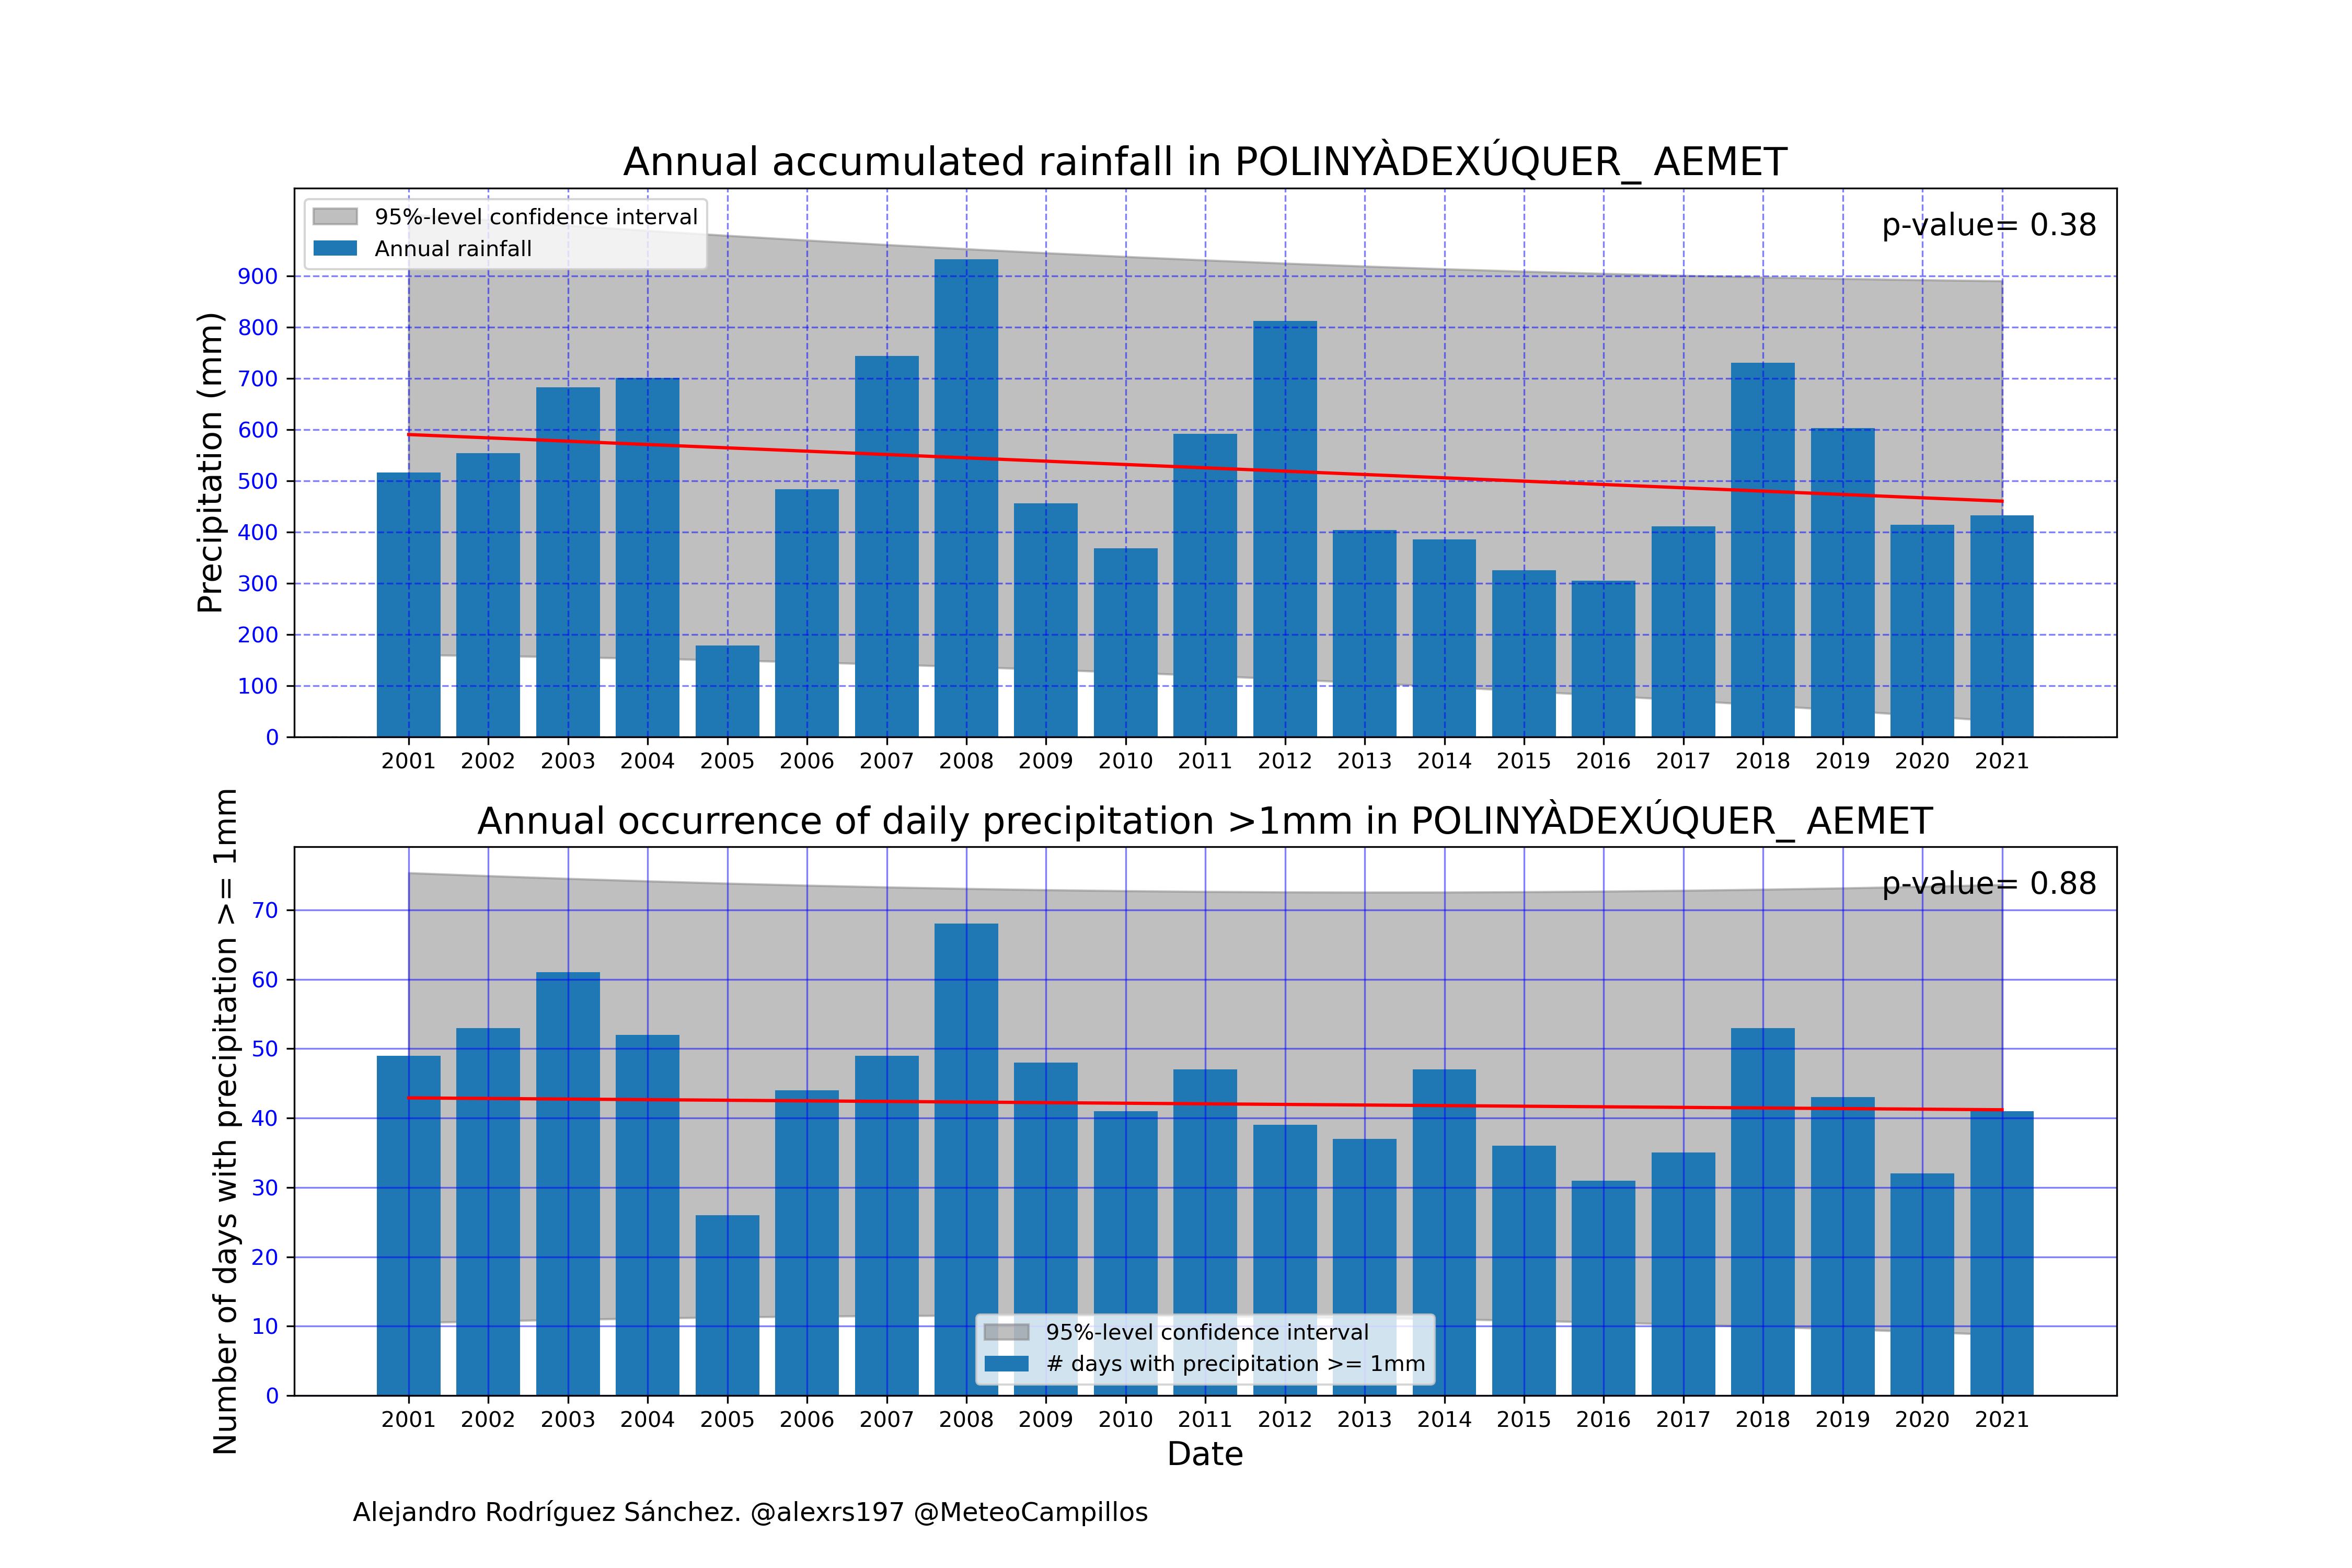 Annual accumulated rainfall in POLINYÀDEXÚQUER_ AEMET
95%-level confidence interval
Annual rainfall
p-value= 0.38
Precipitation (mm)
900
800
700
600
500
400
300
200
100
0
2001 2002 2003 2004 2005 2006 2007 2008 2009 2010 2011 2012 2013 2014 2015 2016 2017 2018 2019 2020 2021
Annual occurrence of daily precipitation >1mm in POLINYÀDEXÚQUER_ AEMET
p-value= 0.88
Number of days with precipitation >= 1mm
70
60
50
40
30
20
10
0
95%-level confidence interval
# days with precipitation >= 1mm
2001 2002 2003 2004 2005 2006 2007 2008 2009 2010 2011 2012 2013 2014 2015 2016 2017 2018 2019 2020 2021
Date
Alejandro Rodríguez Sánchez. @alexrs197 @MeteoCampillos